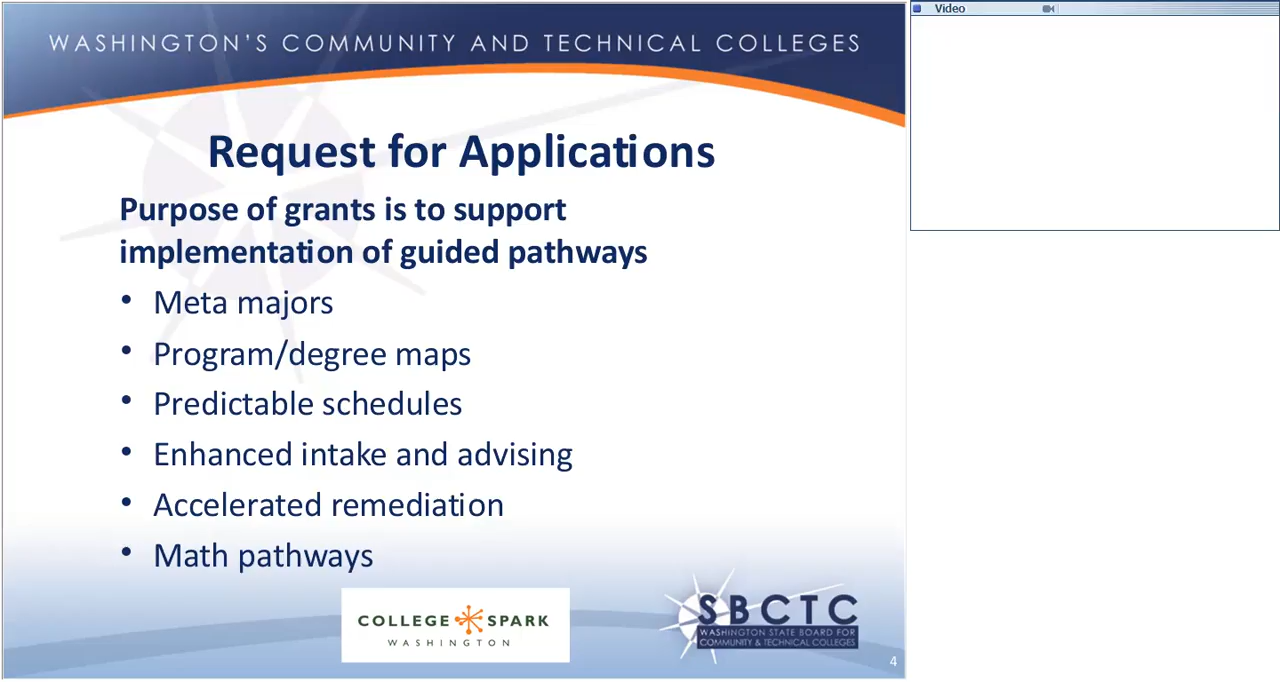 WASHINGTON'S COMMUNITY AND TECHNICAL COLLEGES
Video
Request for Applications
Purpose of grants is to support
implementation of guided pathways
• Meta majors
• Program/degree maps
• Predictable schedules
• Enhanced intake and advising
• Accelerated remediation
• Math pathways
COLLEGE SPARK
WASHINGTON
SBCTC
WASHINGTON STATE BOARD FOR
COMMUNITY & TECHNICAL COLLEGES
4